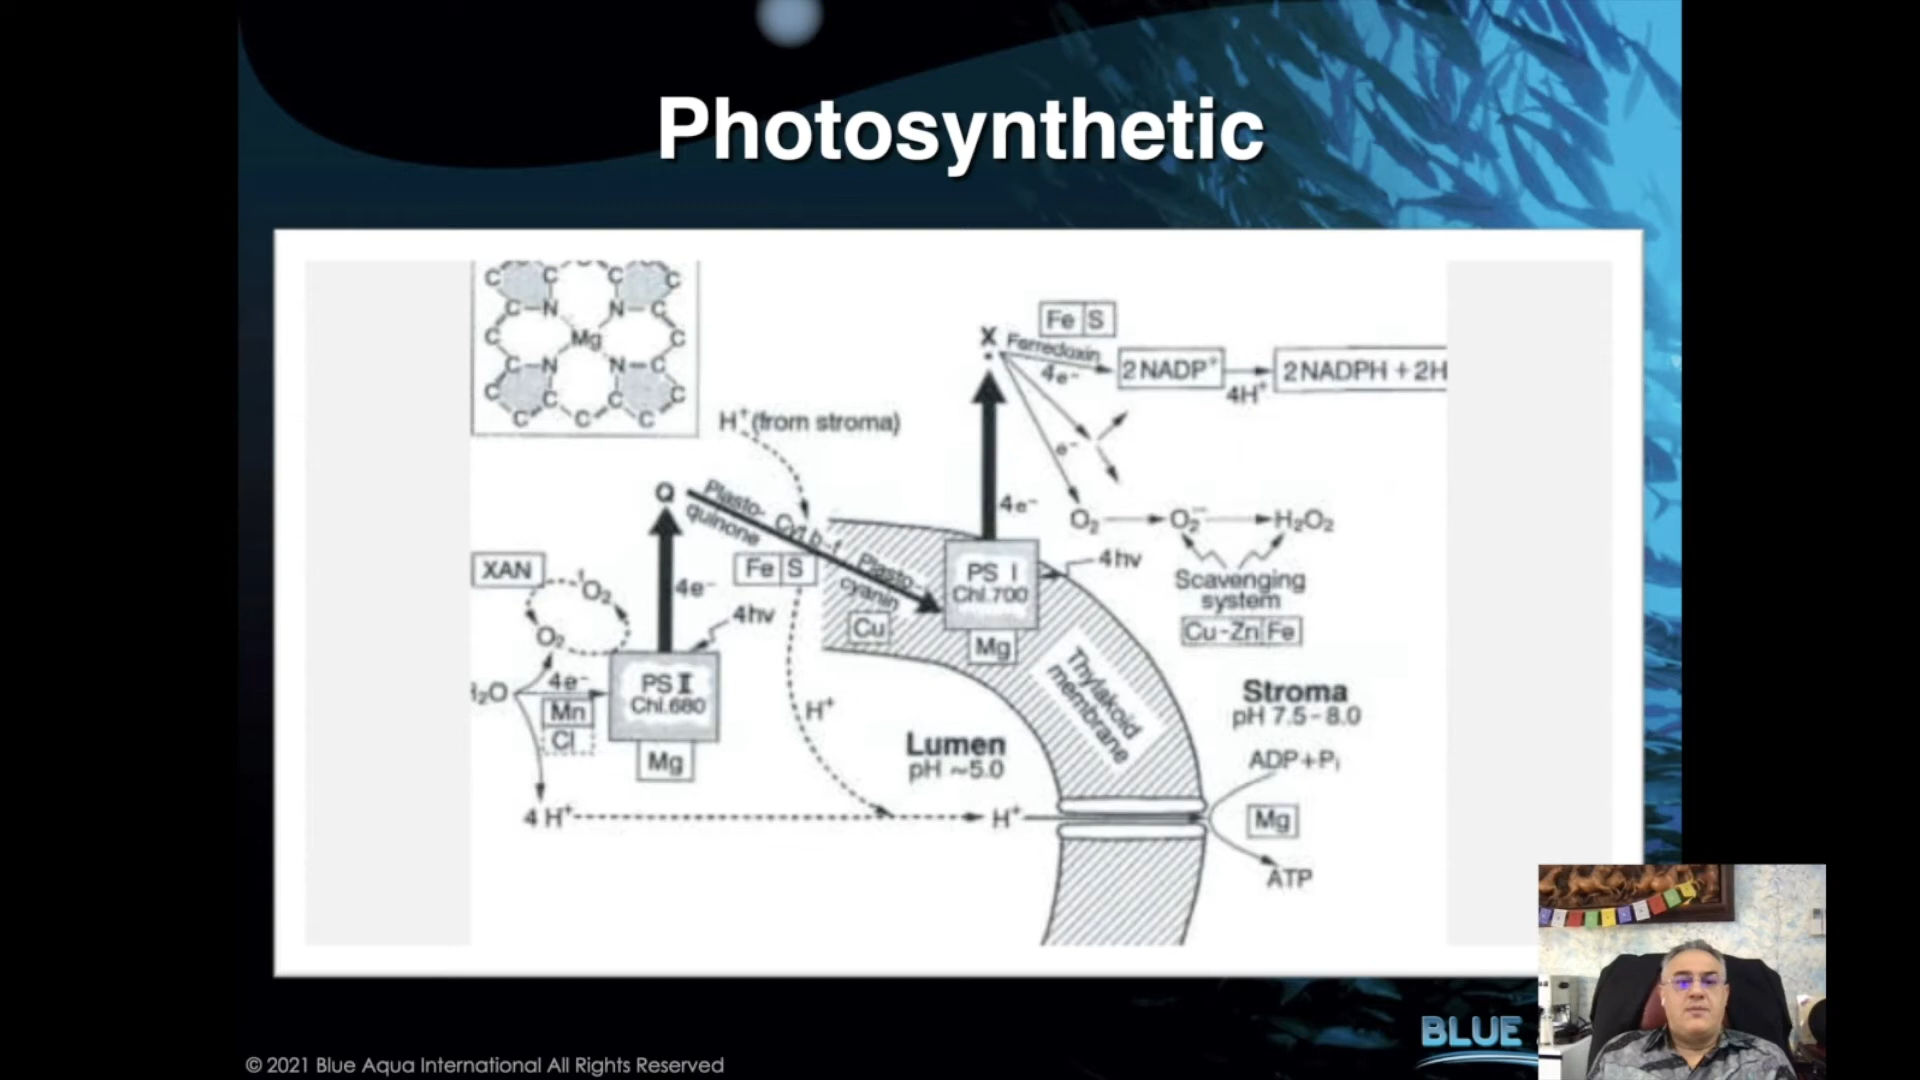 Photosynthetic
C C C C
C-N N-C
C Mg C
C-N N-C
C C C C
C C C
Fe S
X
Ferredoxin
4e-
2 NADP+
4H+
2 NADPH + 2H
H+ (from stroma)
e-
Q
Plasto-
quinone
Cyt b-f
Plasto-
cyanin
4e-
O2
O2-
H2O2
XAN
1O2
Fe S
4e-
PS I
Chl.700
4hv
Scavenging
system
O2
4hv
Cu
Mg
Cu-Zn Fe
4e-
PS II
Chl.680
Thylakoid
membrane
Stroma
pH 7.5-8.0
Mn
Cl
H+
Mg
Lumen
pH ~5.0
ADP+Pi
4 H+
H+
Mg
ATP
BLUE
© 2021 Blue Aqua International All Rights Reserved